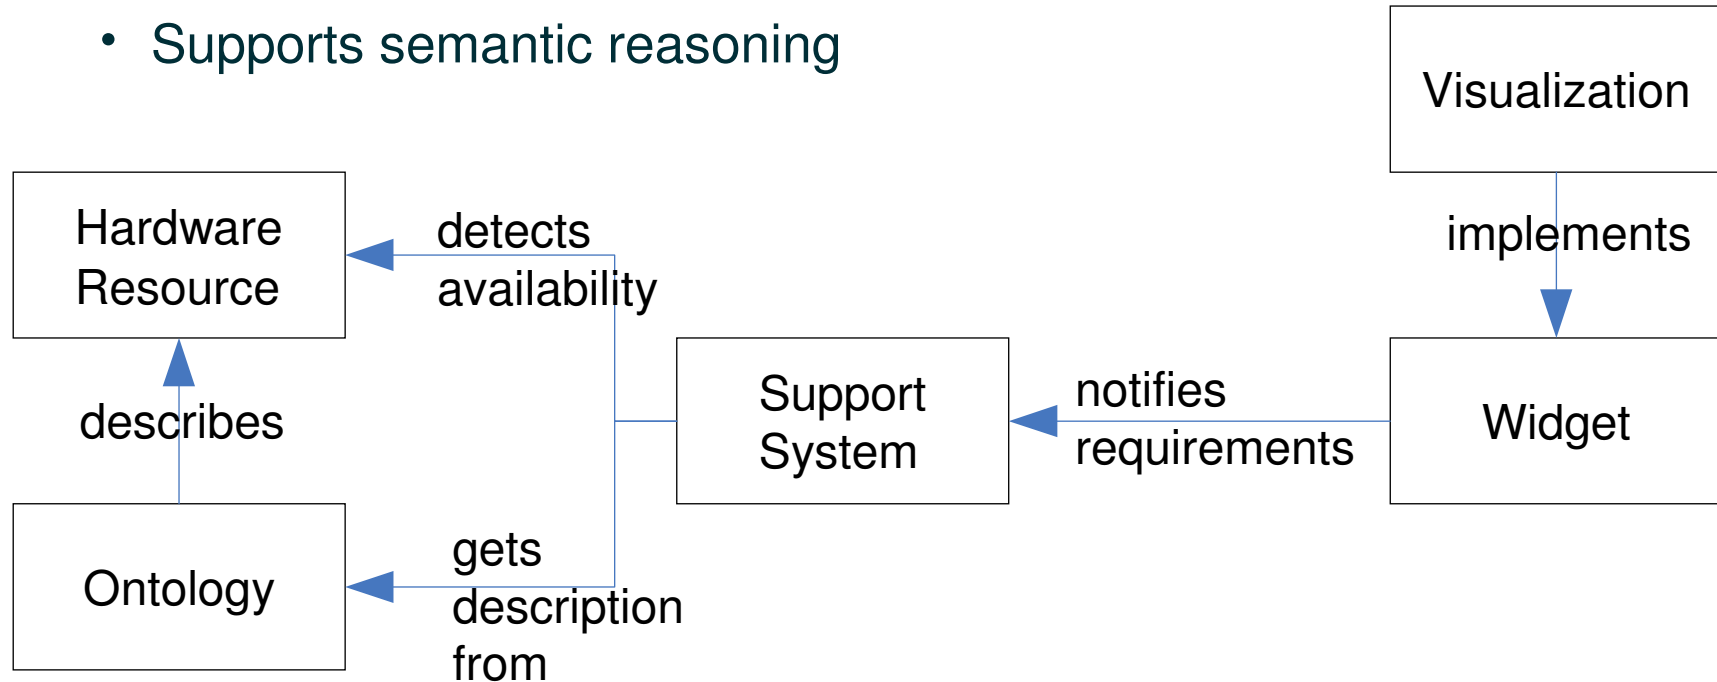 • Supports semantic reasoning
Visualization
implements
Hardware
Resource
detects
availability
describes
Support
System
notifies
requirements
Widget
Ontology
gets
description
from